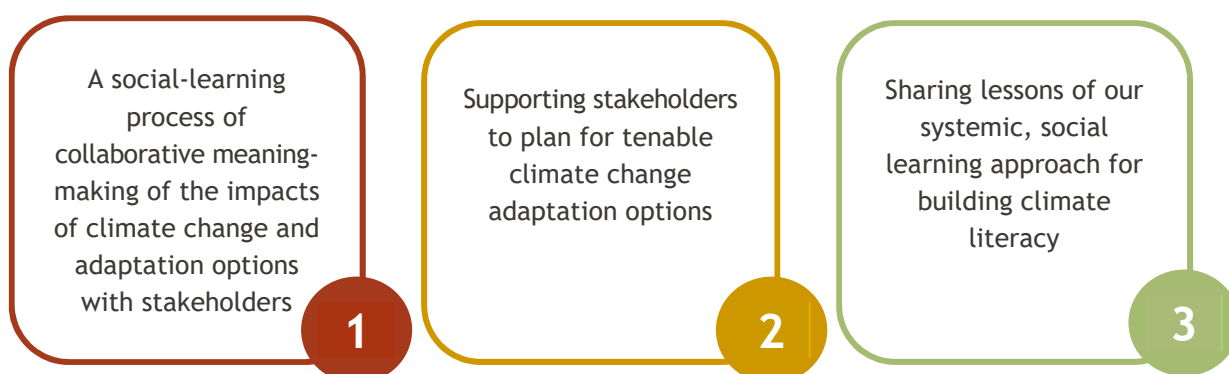 A social-learning
process of
collaborative meaning-
making of the impacts
of climate change and
adaptation options
with stakeholders
1
Supporting stakeholders
to plan for tenable
climate change
adaptation options
2
Sharing lessons of our
systemic, social
learning approach for
building climate
literacy
3